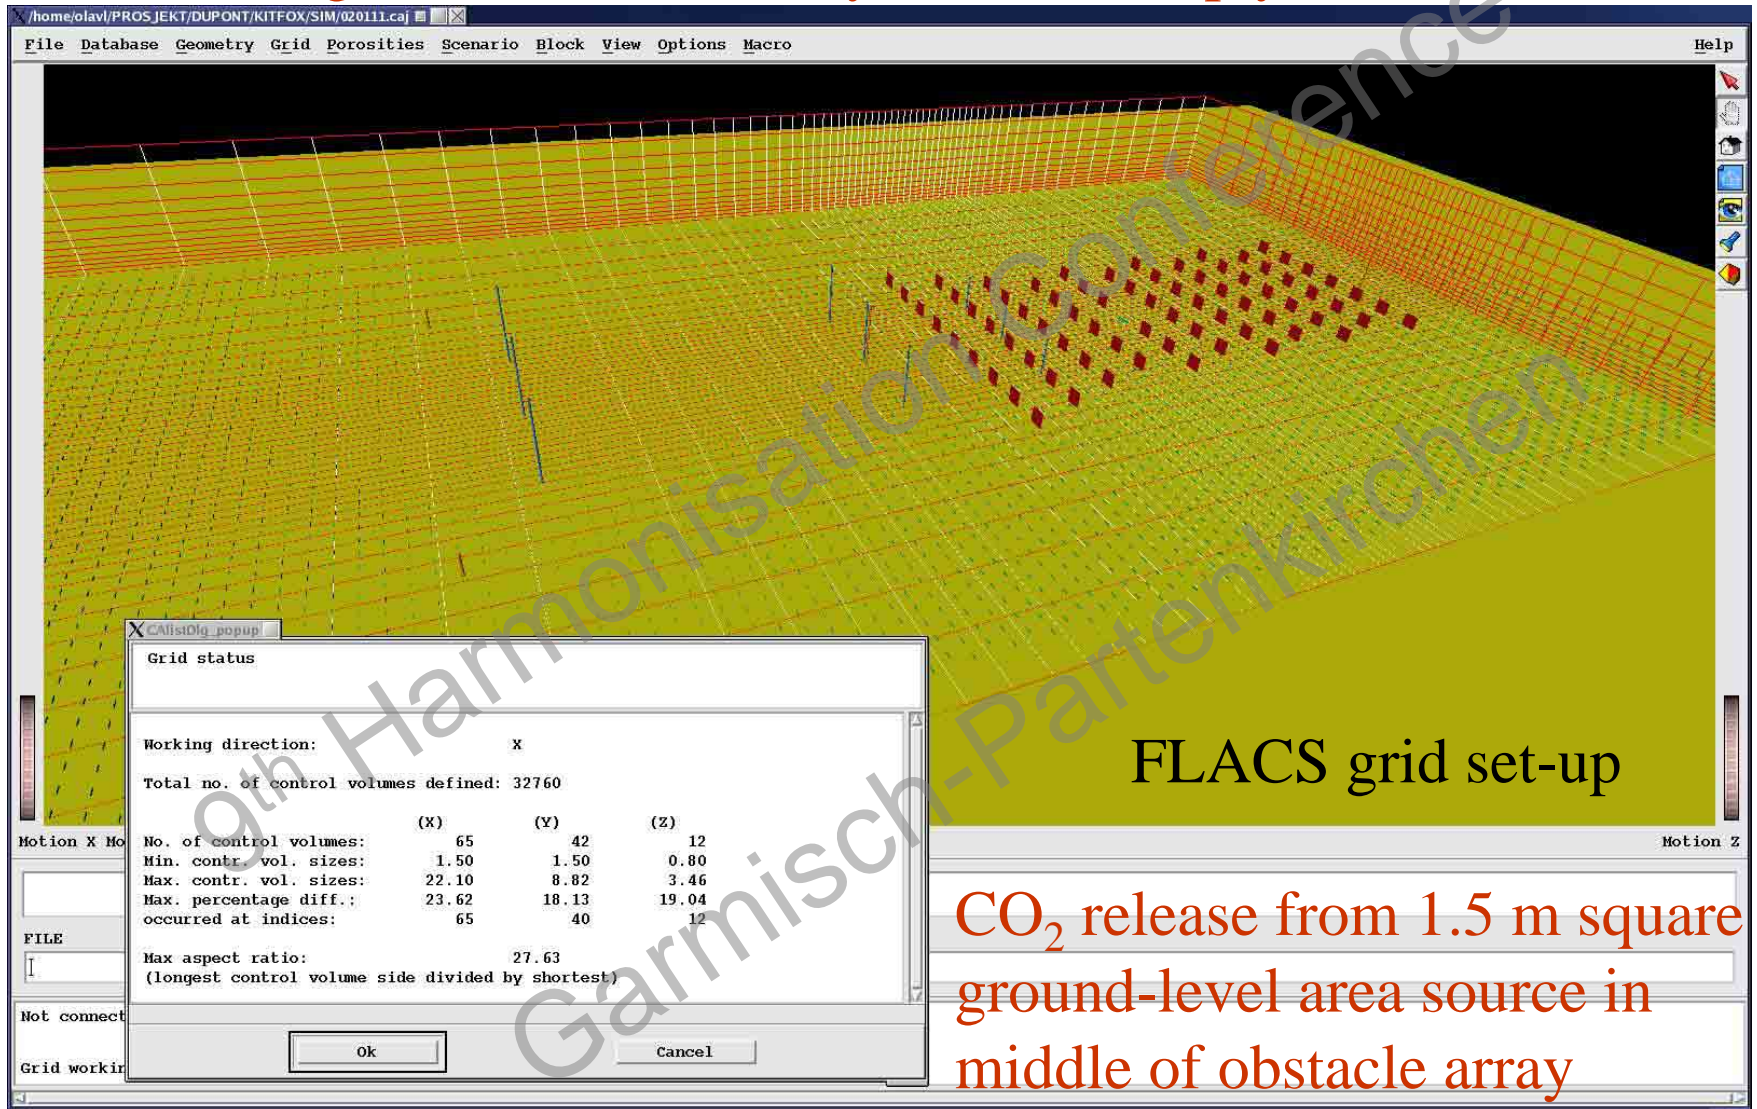 /home/olavl/PROSJEKT/DUPONT/KITFOX/SIM/020111.caj
File Database Geometry Grid Porosities Scenario Block View Options Macro Help
CAlistDlg_popup
Grid status
Working direction: X
Total no. of control volumes defined: 32760
(X) (Y) (Z)
No. of control volumes: 65 42 12
Min. contr. vol. sizes: 1.50 1.50 0.80
Max. contr. vol. sizes: 22.10 8.82 3.46
Max. percentage diff.: 23.62 18.13 19.04
occurred at indices: 65 40 12
Max aspect ratio: 27.63
(longest control volume side divided by shortest)
Ok Cancel
Motion X Mo
Motion Z
FILE
Not connect
Grid workin
FLACS grid set-up
CO₂ release from 1.5 m square
ground-level area source in
middle of obstacle array
9th Harmonisation Conference
Garmisch-Partenkirchen